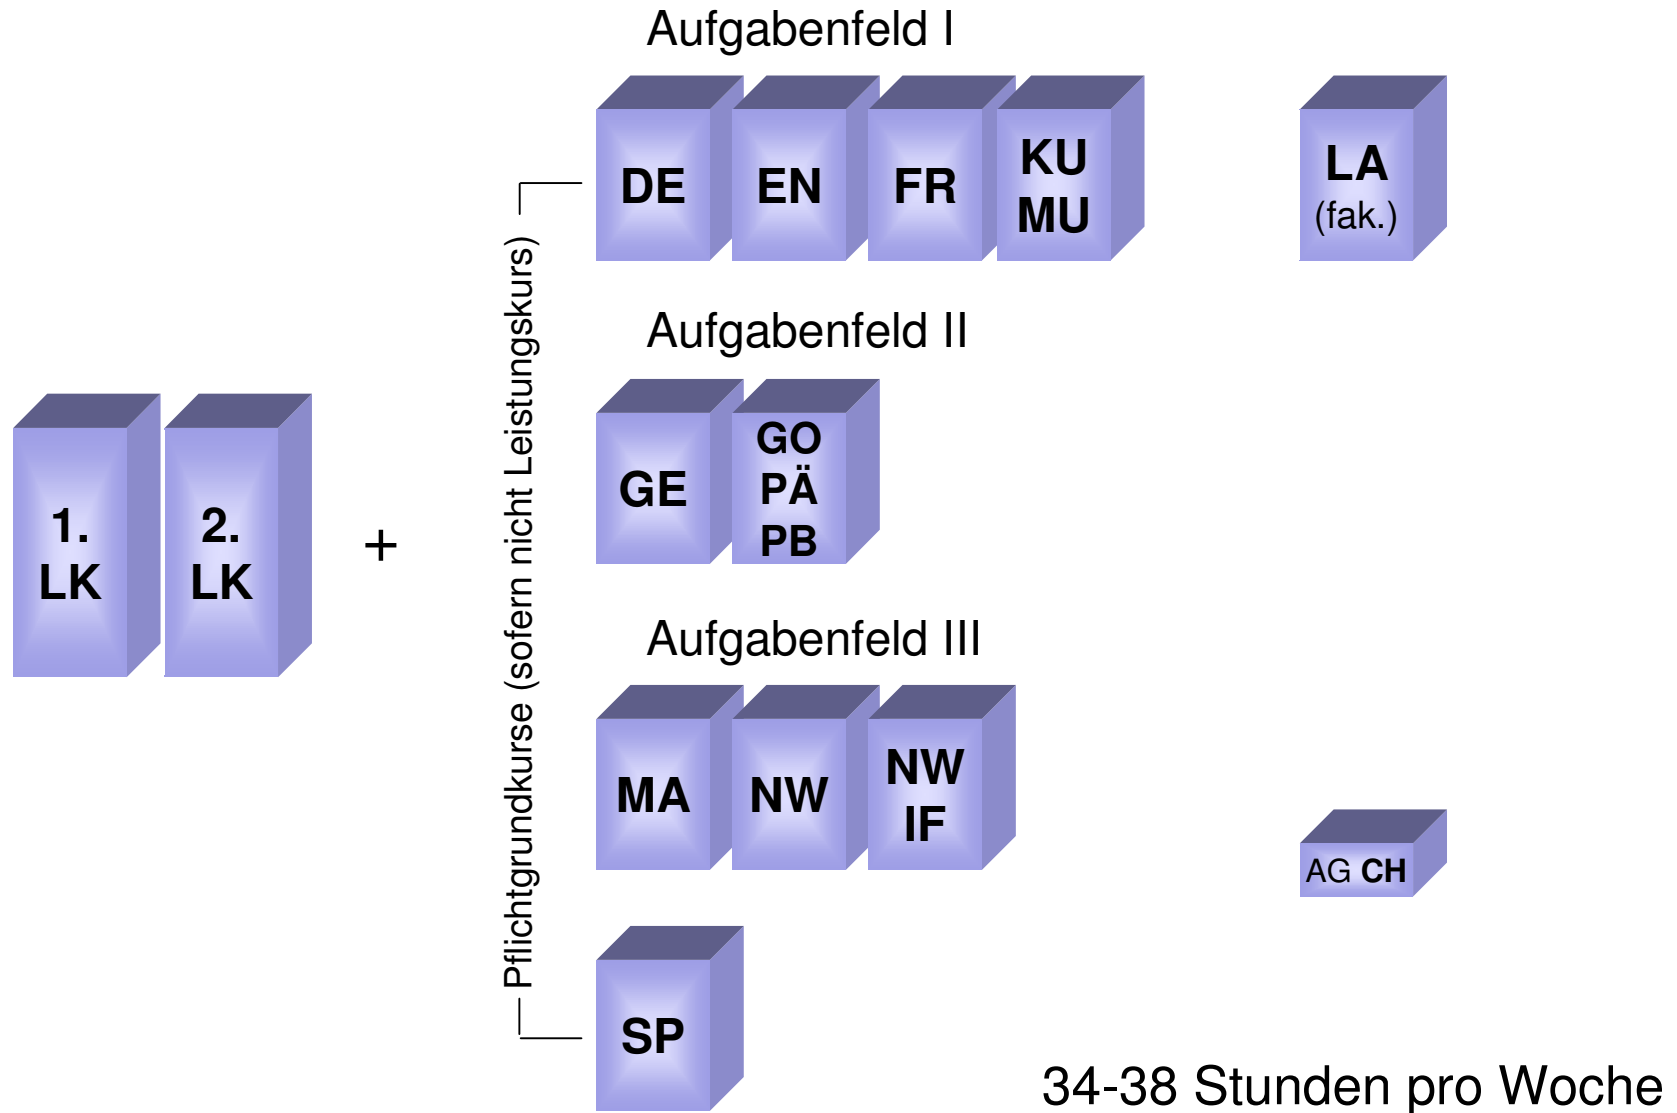 Aufgabenfeld I
DE
EN
FR
KU
MU
LA
(fak.)
Aufgabenfeld II
GE
GO
PÄ
PB
1.
LK
2.
LK
+
Pflichtgrundkurse (sofern nicht Leistungskurs)
Aufgabenfeld III
MA
NW
NW
IF
AG CH
SP
34-38 Stunden pro Woche